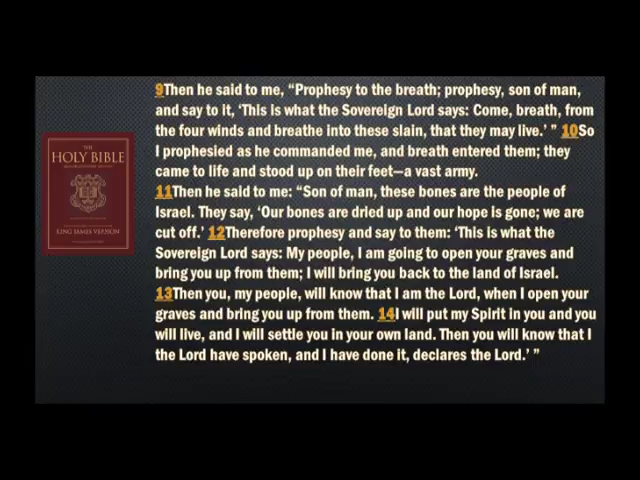 9Then he said to me, “Prophesy to the breath; prophesy, son of man,
and say to it, ‘This is what the Sovereign Lord says: Come, breath, from
the four winds and breathe into these slain, that they may live.’ ” 10So
I prophesied as he commanded me, and breath entered them; they
came to life and stood up on their feet—a vast army.
11Then he said to me: “Son of man, these bones are the people of
Israel. They say, ‘Our bones are dried up and our hope is gone; we are
cut off.’ 12Therefore prophesy and say to them: ‘This is what the
Sovereign Lord says: My people, I am going to open your graves and
bring you up from them; I will bring you back to the land of Israel.
13Then you, my people, will know that I am the Lord, when I open your
graves and bring you up from them. 14I will put my Spirit in you and you
will live, and I will settle you in your own land. Then you will know that I
the Lord have spoken, and I have done it, declares the Lord.’ ”
THE
HOLY BIBLE
KING JAMES VERSION